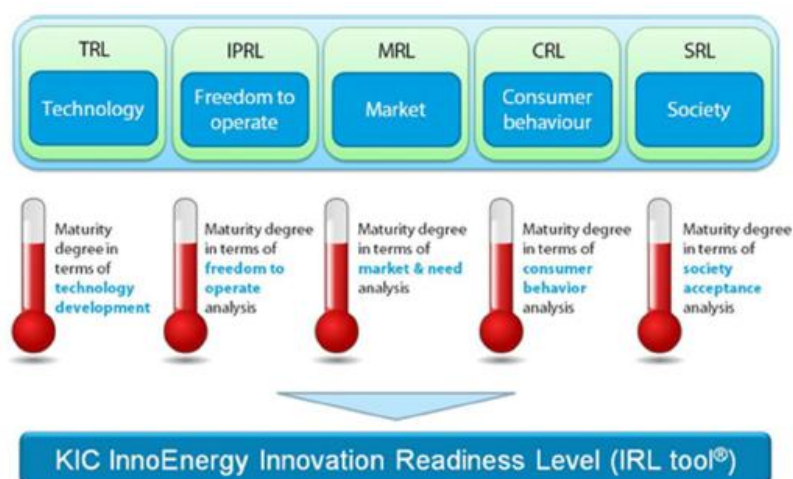 TRL
Technology
IPRL
Freedom to
operate
MRL
Market
CRL
Consumer
behaviour
SRL
Society
Maturity
degree in
terms of
technology
development
Maturity degree
in terms of
freedom to
operate
analysis
Maturity degree
in terms of
market & need
analysis
Maturity degree
in terms of
consumer
behavior
analysis
Maturity degree
in terms of
society
acceptance
analysis
KIC InnoEnergy Innovation Readiness Level (IRL tool®)